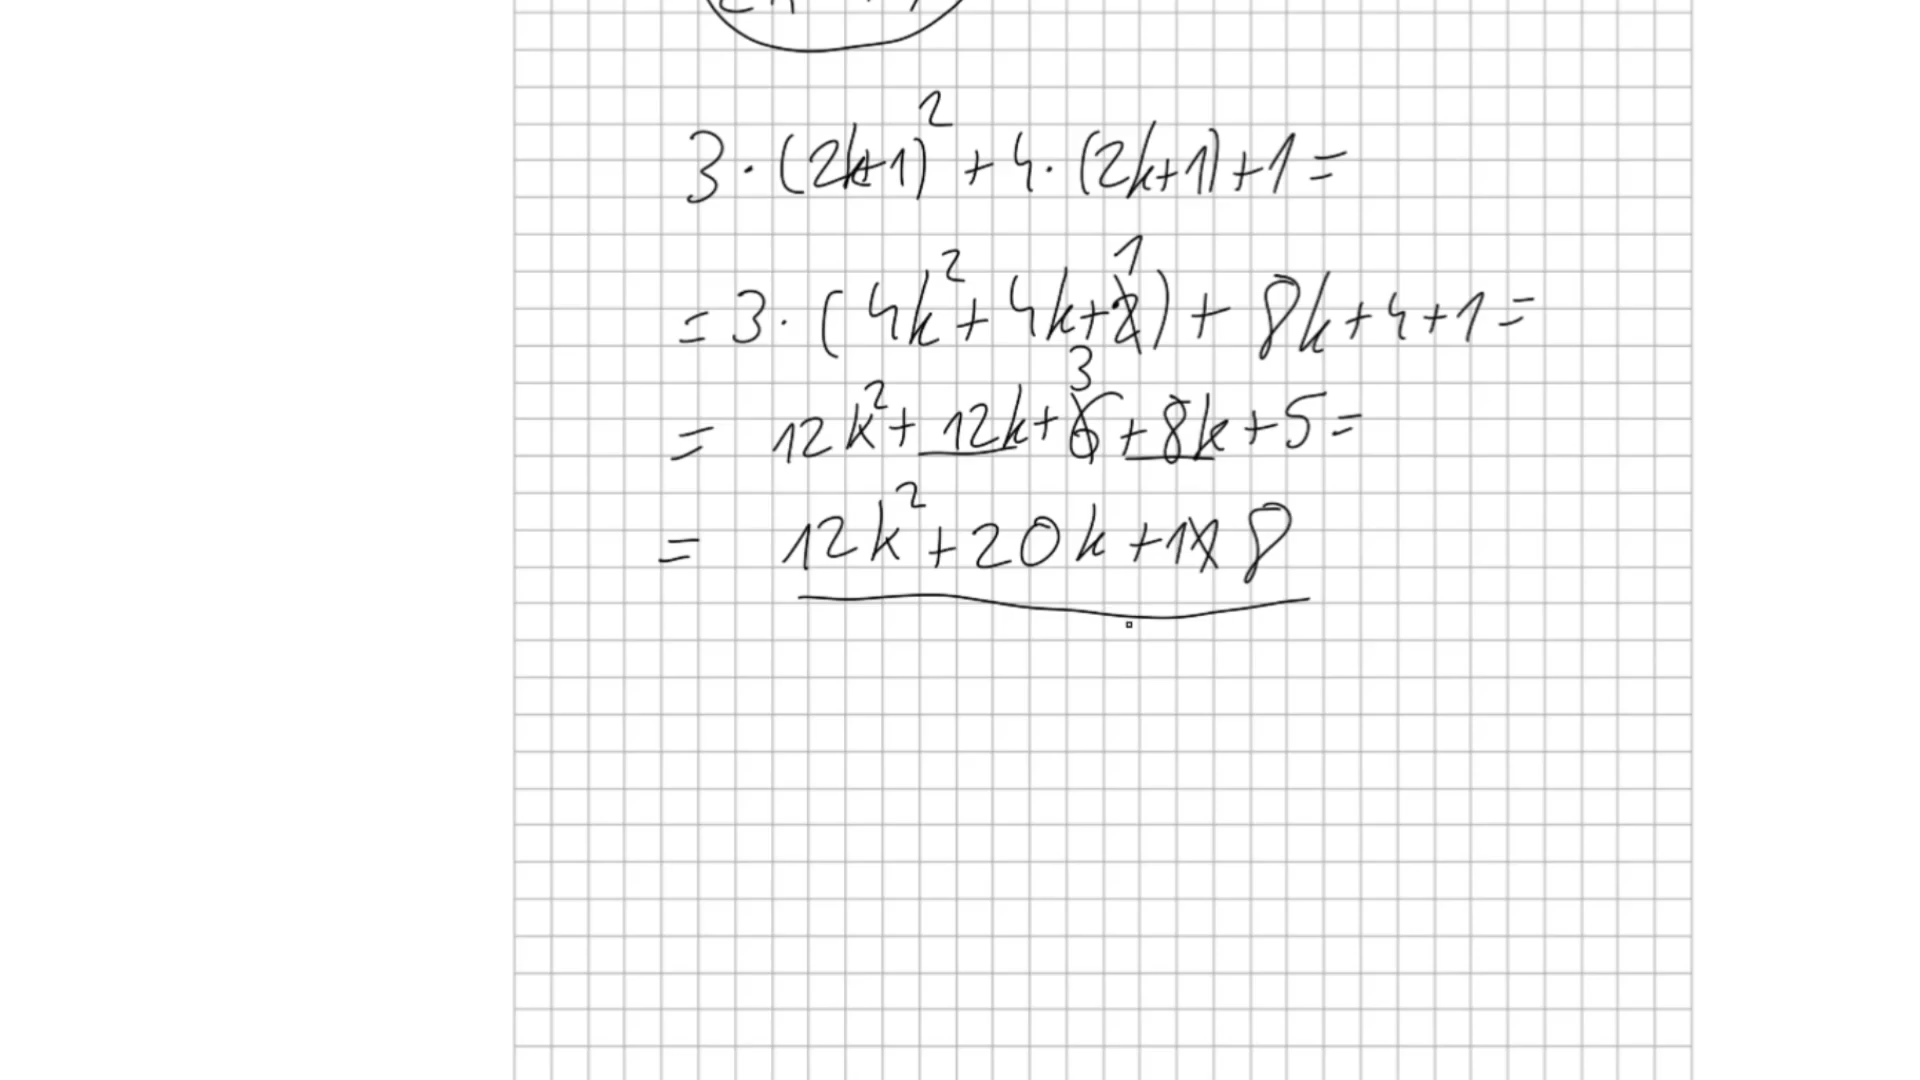 3·(2k+1)²+4·(2k+1)+1=
=3·(4k²+4k+1)+8k+4+1=
=12k²+12k+3+8k+5=
=12k²+20k+8